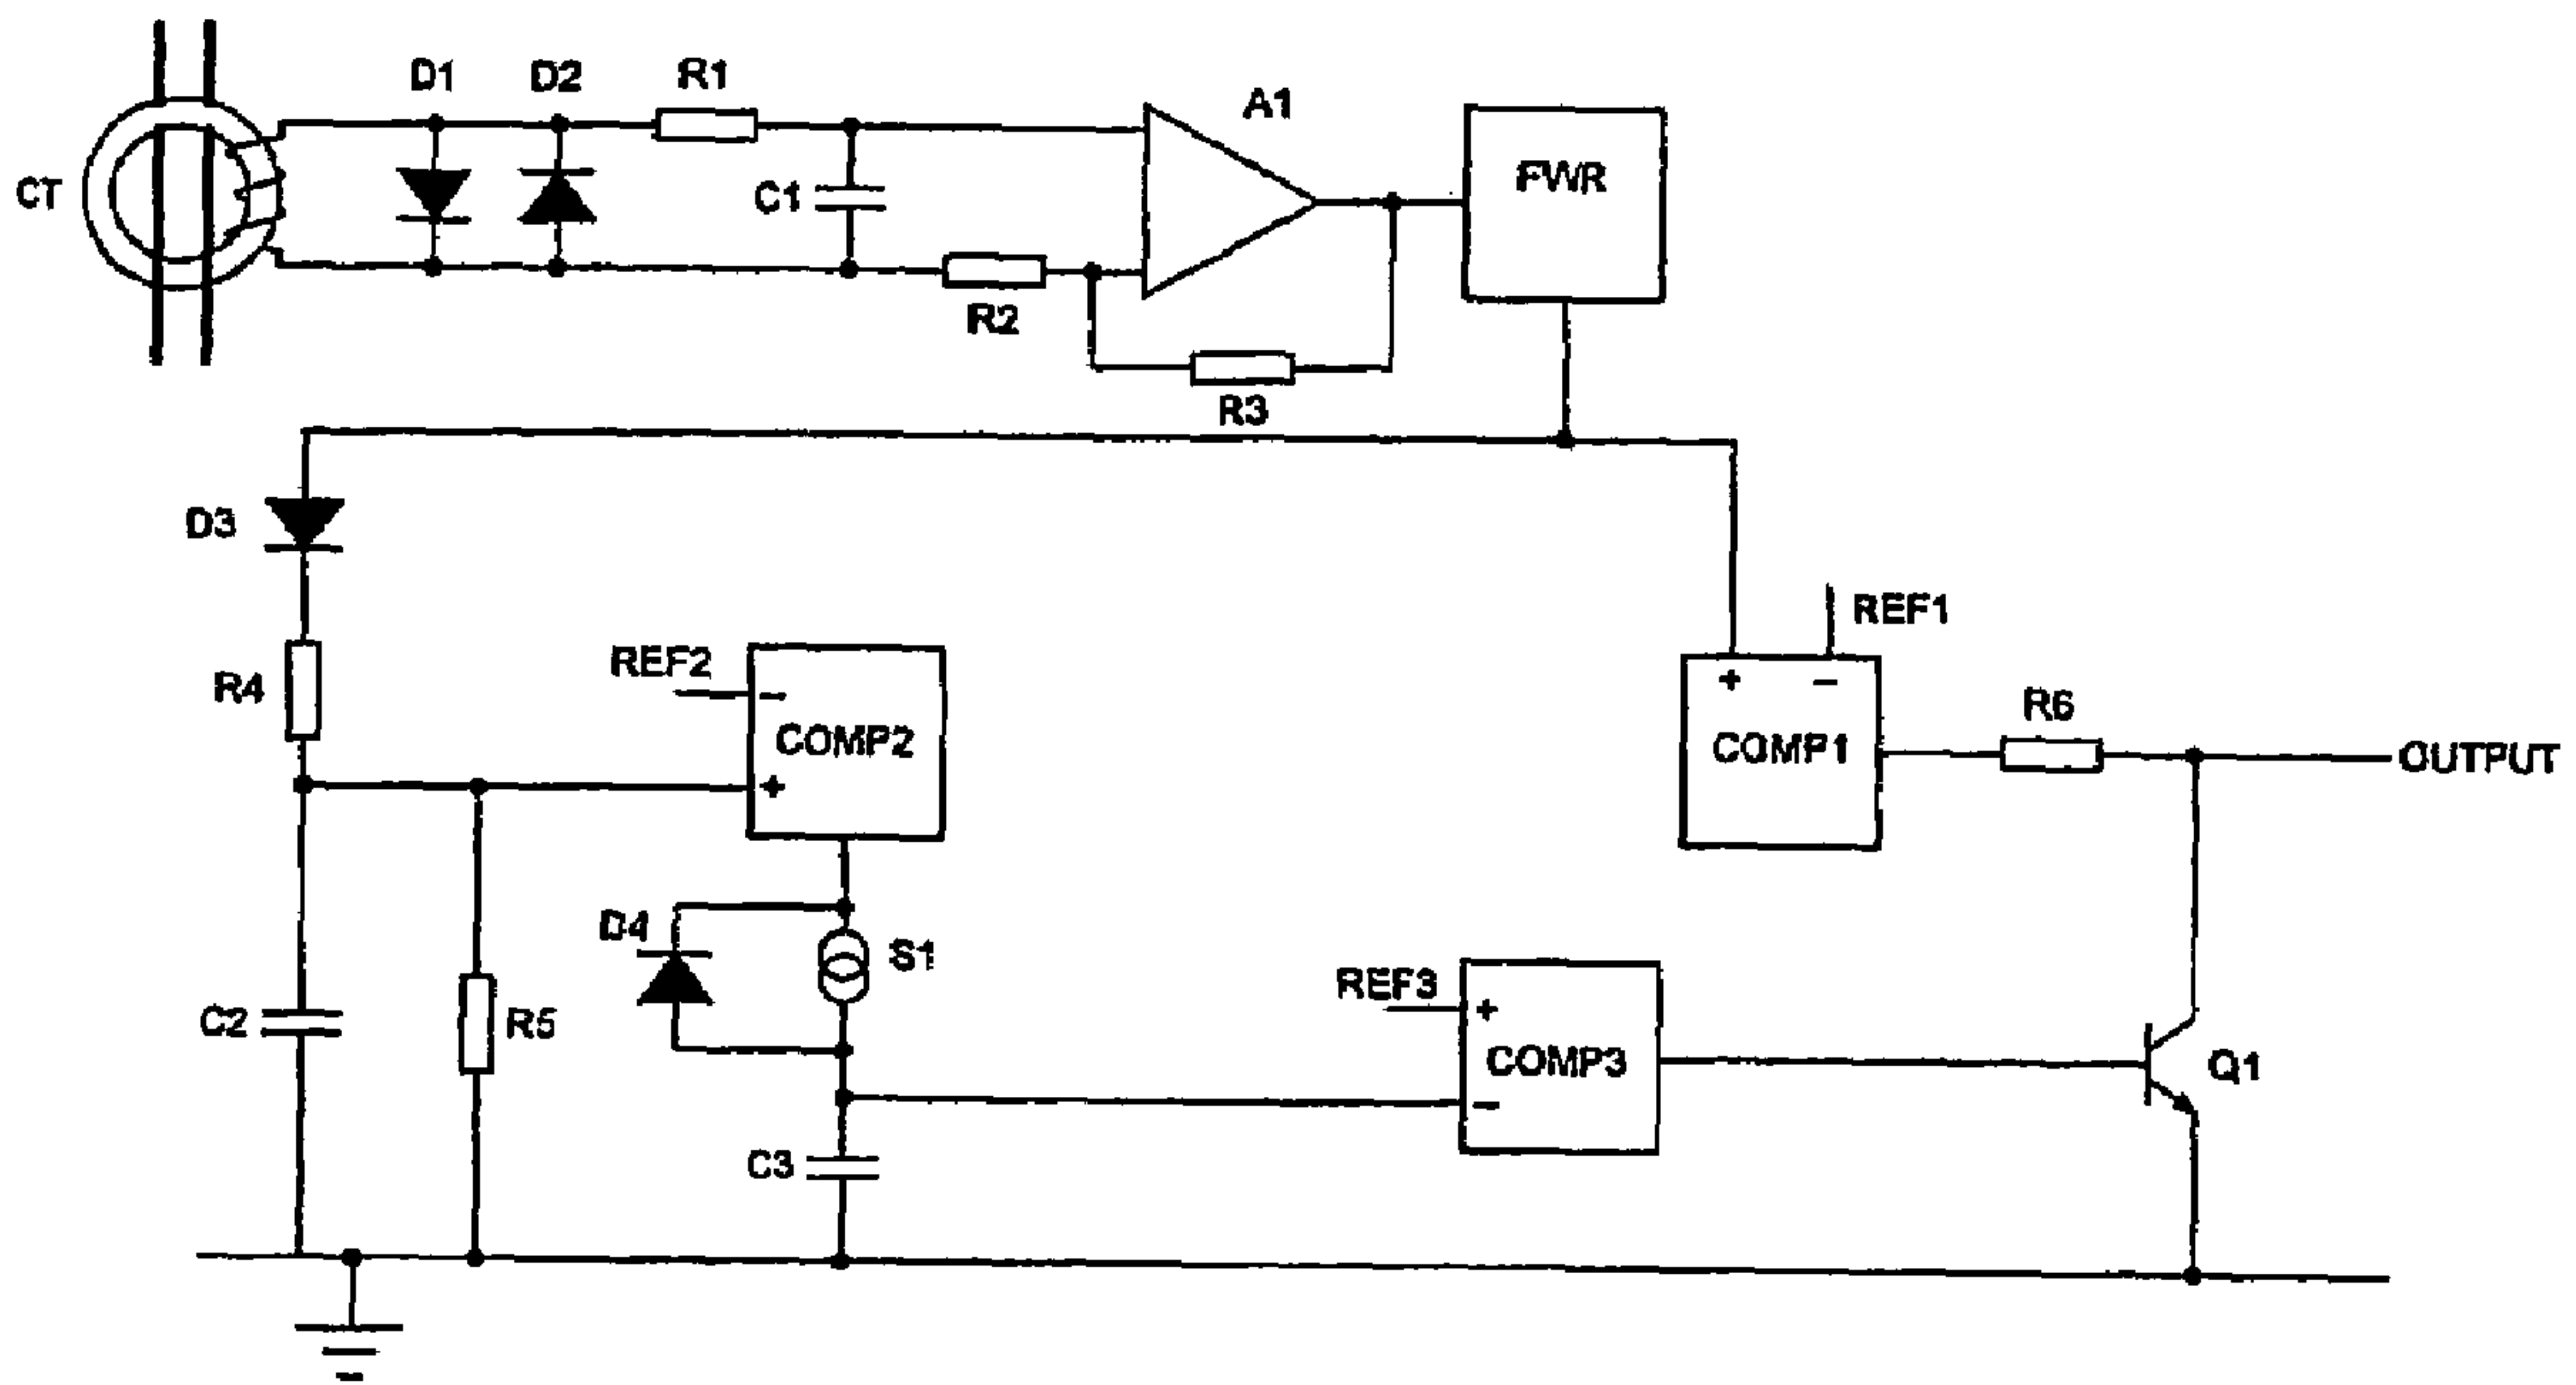 D1
D2
R1
A1
CT
C1
FWR
R2
R3
D3
REF1
REF2
-
+ -
R4
COMP2
R6
COMP1
OUTPUT
+
D4
S1
REF3
+
C2
R5
COMP3
Q1
-
C3